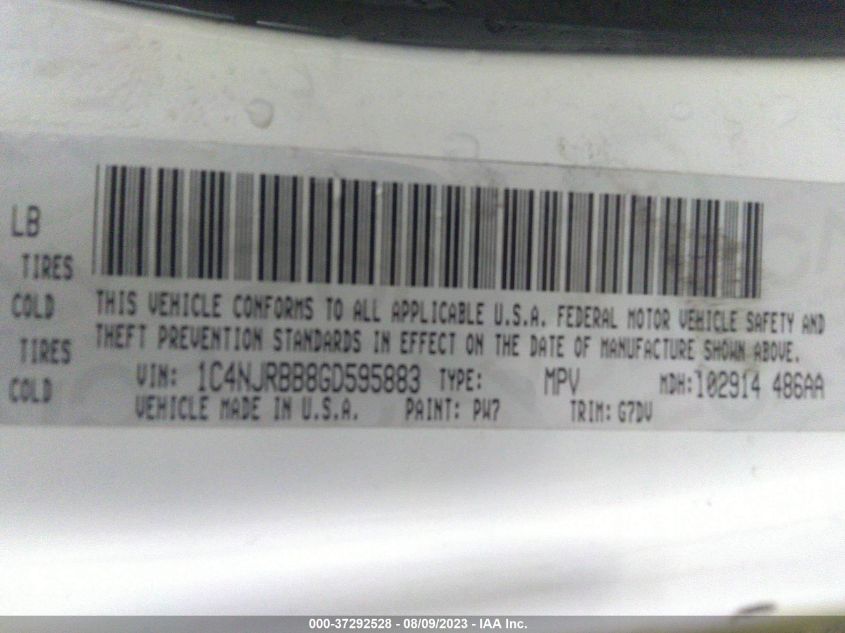 LB
TIRES
COLD
TIRES
COLD
THIS VEHICLE CONFORMS TO ALL APPLICABLE U.S.A. FEDERAL MOTOR VEHICLE SAFETY AND
THEFT PREVENTION STANDARDS IN EFFECT ON THE DATE OF MANUFACTURE SHOWN ABOVE.
VIN: 1C4NJRBB8GD595883 TYPE: MPV MDH:102914 486AA
VEHICLE MADE IN U.S.A. PAINT: PW7 TRIM: G7DV
000-37292528 - 08/09/2023 - IAA Inc.